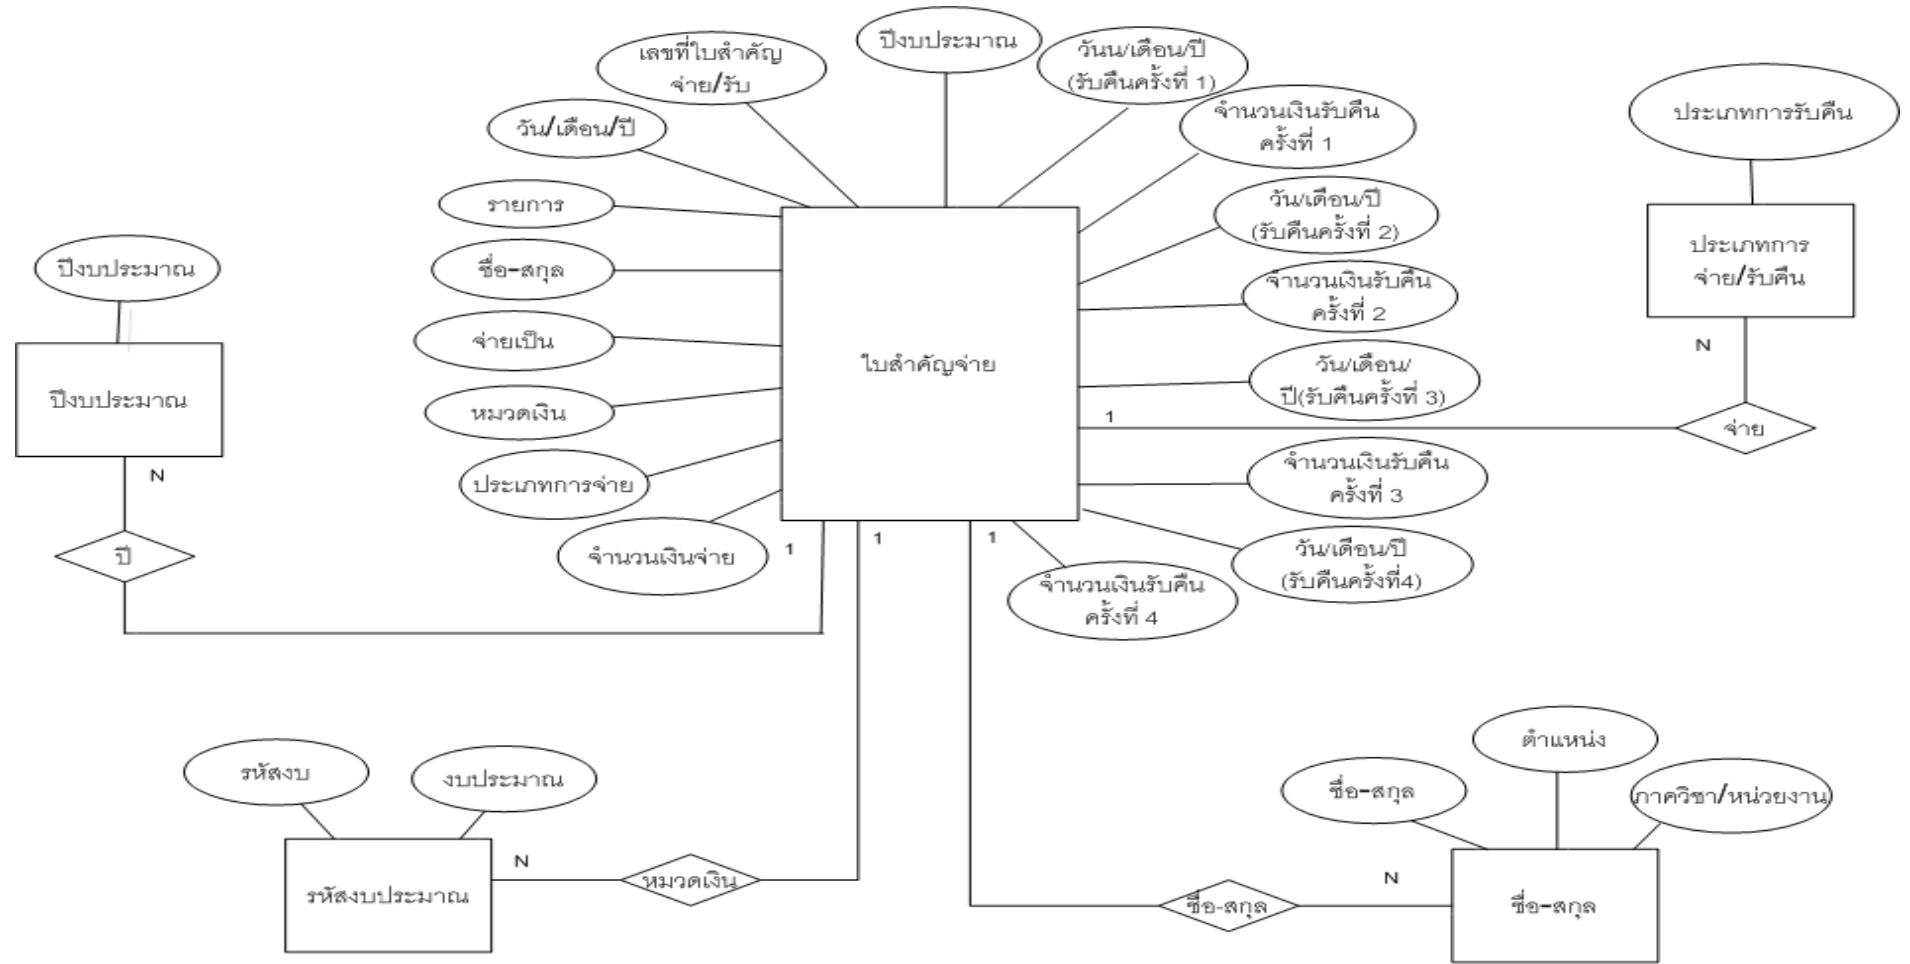 ปีงบประมาณ
เลขที่ใบสำคัญ
จ่าย/รับ
วันน/เดือน/ปี
(รับคืนครั้งที่ 1)
วัน/เดือน/ปี
จำนวนเงินรับคืน
ครั้งที่ 1
ประเภทการรับคืน
รายการ
วัน/เดือน/ปี
(รับคืนครั้งที่ 2)
ชื่อ-สกุล
จำนวนเงินรับคืน
ครั้งที่ 2
ประเภทการ
จ่าย/รับคืน
ปีงบประมาณ
จ่ายเป็น
ใบสำคัญจ่าย
วัน/เดือน/
ปี(รับคืนครั้งที่ 3)
N
ปีงบประมาณ
หมวดเงิน
1
จ่าย
N
ประเภทการจ่าย
จำนวนเงินรับคืน
ครั้งที่ 3
ปี
จำนวนเงินจ่าย
1
1
1
วัน/เดือน/ปี
(รับคืนครั้งที่4)
จำนวนเงินรับคืน
ครั้งที่ 4
รหัสงบ
งบประมาณ
N
รหัสงบประมาณ
หมวดเงิน
ตำแหน่ง
ชื่อ-สกุล
ภาควิชา/หน่วยงาน
N
ชื่อ-สกุล
ชื่อ-สกุล